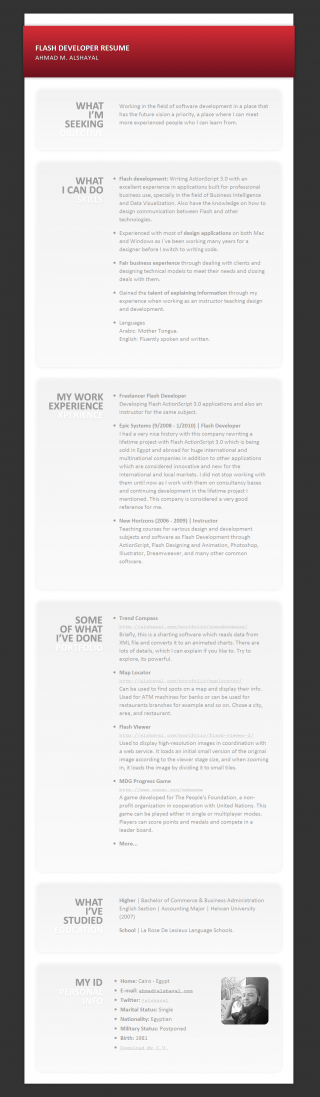 FLASH DEVELOPER RESUME
AHMAD M. ALSHAYAL
WHAT
I'M
SEEKING
OBJECTIVE
Working in the field of software development in a place that
has the future vision a priority, a place where I can meet
more experienced people who I can learn from.
WHAT
I CAN DO
SKILLS
Flash development: Writing ActionScript 3.0 with an
excellent experience in applications built for professional
business use, specially in the field of Business Intelligence
and Data Visualization. Also have the knowledge on how to
design communication between Flash and other
technologies.
Experienced with most of design applications on both Mac
and Windows as I've been working many years for a
designer before I switch to writing code.
Fair business experience through dealing with clients and
designing technical models to meet their needs and closing
deals with them.
Gained the talent of explaining information through my
experience when working as an instructor teaching design
and development.
Languages
Arabic: Mother Tongue.
English: Fluently spoken and written.
MY WORK
EXPERIENCE
Freelancer Flash Developer
Developing Flash ActionScript 3.0 applications and also an
instructor for the same subject.
Epic Systems (9/2008 - 1/2010) | Flash Developer
I had a very nice history with this company rewriting a
lifetime project with Flash ActionScript 3.0 which is being
sold in Egypt and abroad for huge international and
multinational companies in addition to other applications
which are considered innovative and new for the
international and local markets. I did not stop working with
them until now as I work with them on consultancy bases
and continuing development in the lifetime project I
mentioned. This company is considered a very good
reference for me.
New Horizons (2006 - 2009) | Instructor
Teaching courses for various design and development
subjects and software as Flash Development through
ActionScript, Flash Designing and Animation, Photoshop,
Illustrator, Dreamweaver, and many other common
software.
SOME
OF WHAT
I'VE DONE
PORTFOLIO
Trend Compass
Briefly, this is a charting software which reads data from
XML file and converts it to an animated charts. There are
lots of details, which I can explain if you like to. Try to
explore, its powerful.
Map Locator
Can be used to find spots on a map and display their info.
Used for ATM machines for banks or can be used for
restaurants branches for example and so on. Chose a city,
area, and restaurant.
Flash Viewer
Used to display high-resolution images in coordination with
a web service. It loads an initial small version of the original
image according to the viewer stage size, and when zooming
in, it loads the image by dividing it to small tiles.
MDG Progress Game
A game developed for The People's Foundation, a non-
profit organization in cooperation with United Nations. This
game can be played either in single or multiplayer modes.
Players can score points and medals and compete in a
leader board.
More...
WHAT
I'VE
STUDIED
EDUCATION
Higher | Bachelor of Commerce & Business Administration
English Section | Accounting Major | Helwan University
(2007)
School | La Rose De Lesieux Language Schools.
MY ID
PERSONAL
INFO
Home: Cairo - Egypt
E-mail:
Twitter:
Marital Status: Single
Nationality: Egyptian
Military Status: Postponed
Birth: 1981